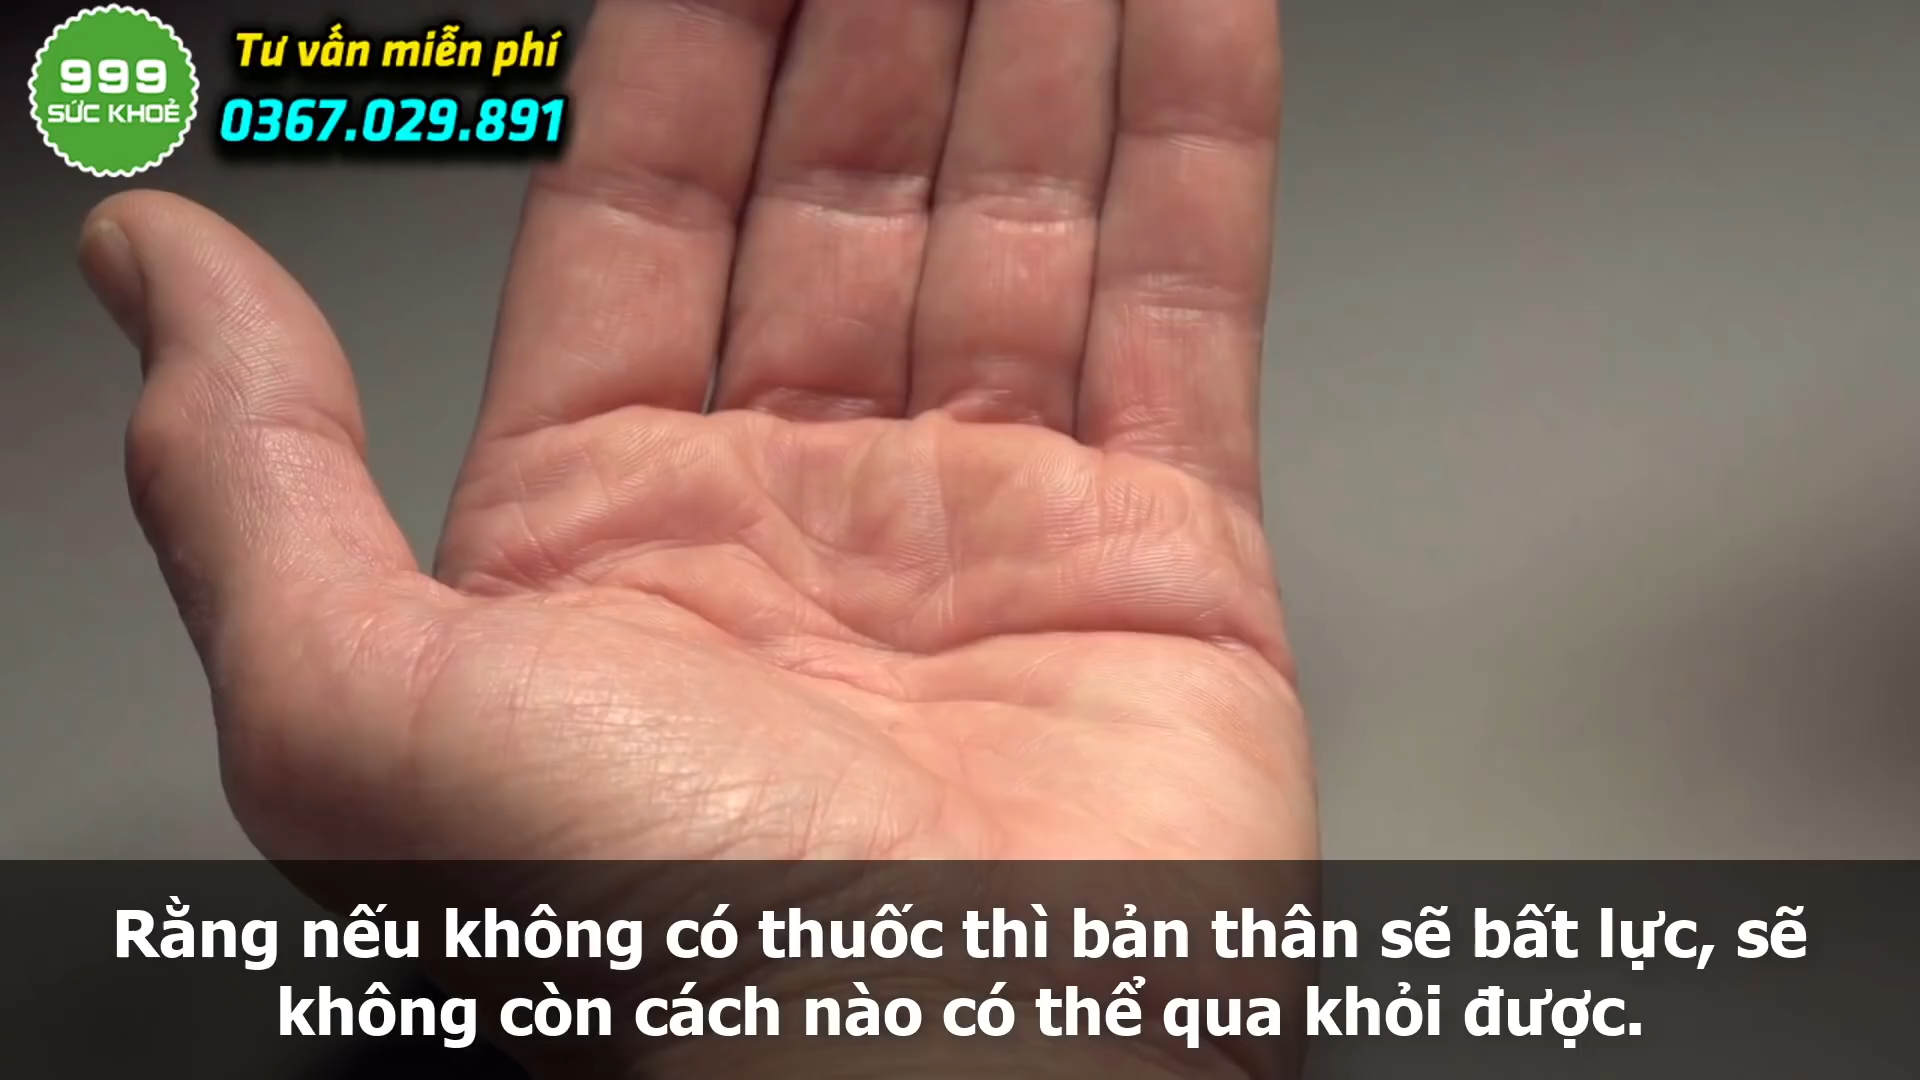 999
SỨC KHOẺ
Tư vấn miễn phí
0367.029.891
Rằng nếu không có thuốc thì bản thân sẽ bất lực, sẽ
không còn cách nào có thể qua khỏi được.